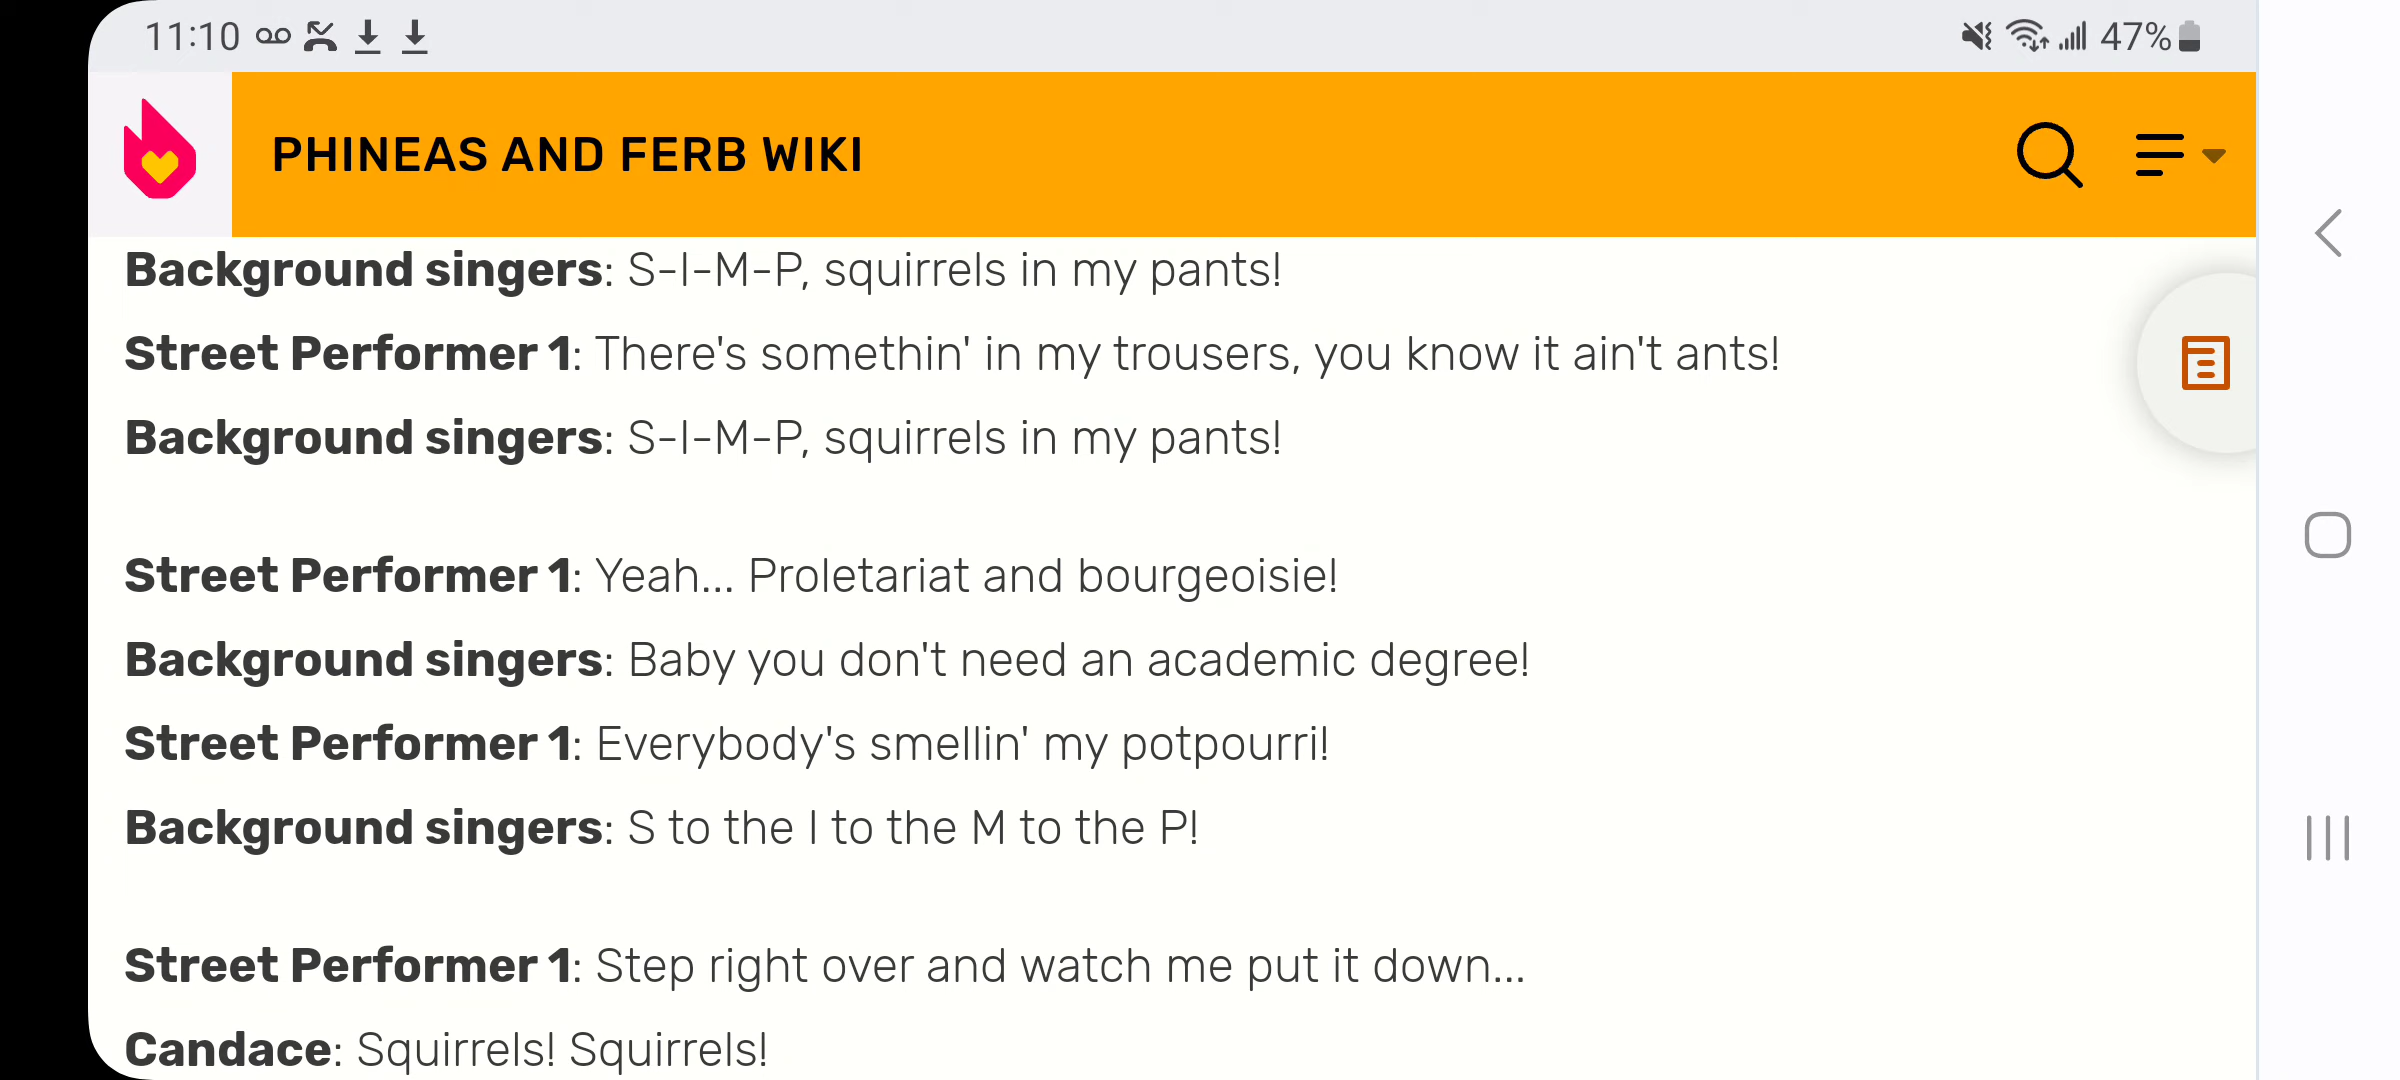 11:10
47%
PHINEAS AND FERB WIKI
Background singers: S-I-M-P, squirrels in my pants!
Street Performer 1: There's somethin' in my trousers, you know it ain't ants!
Background singers: S-I-M-P, squirrels in my pants!
Street Performer 1: Yeah... Proletariat and bourgeoisie!
Background singers: Baby you don't need an academic degree!
Street Performer 1: Everybody's smellin' my potpourri!
Background singers: S to the I to the M to the P!
Street Performer 1: Step right over and watch me put it down...
Candace: Squirrels! Squirrels!